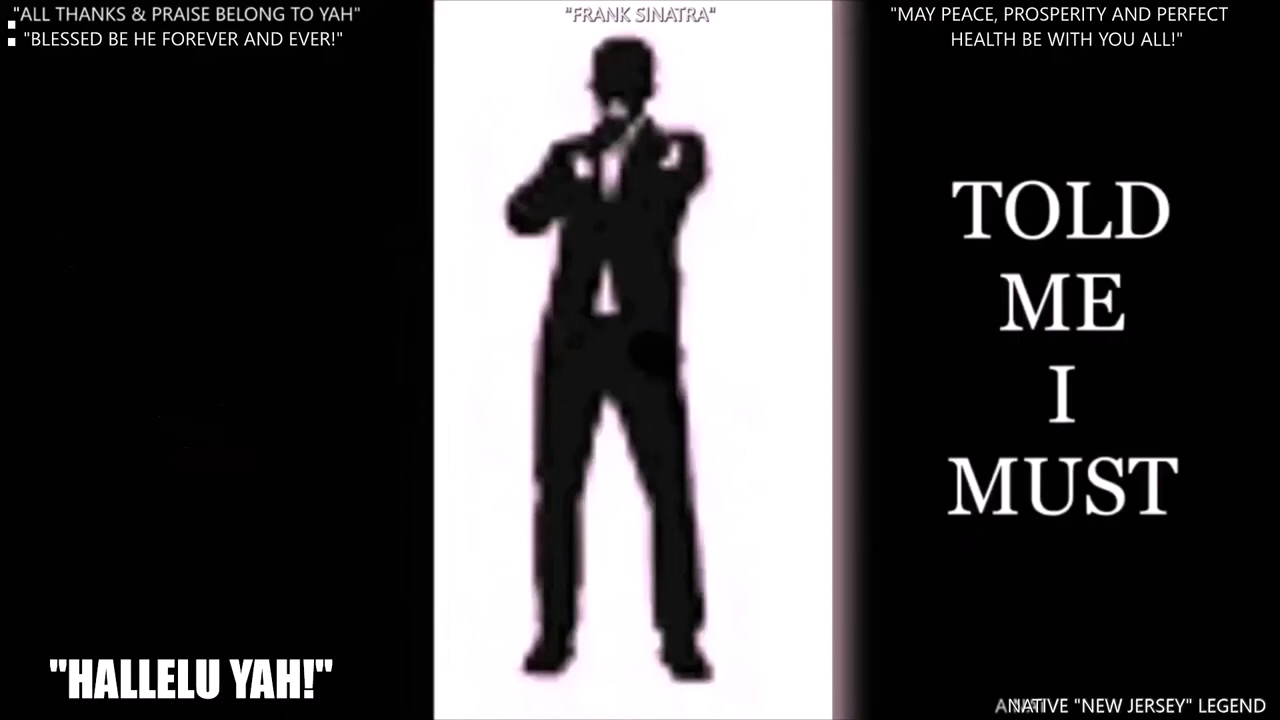 "ALL THANKS & PRAISE BELONG TO YAH"
"BLESSED BE HE FOREVER AND EVER!"
"FRANK SINATRA"
"MAY PEACE, PROSPERITY AND PERFECT
HEALTH BE WITH YOU ALL!"
TOLD
ME
I
MUST
"HALLELU YAH!"
NATIVE "NEW JERSEY" LEGEND